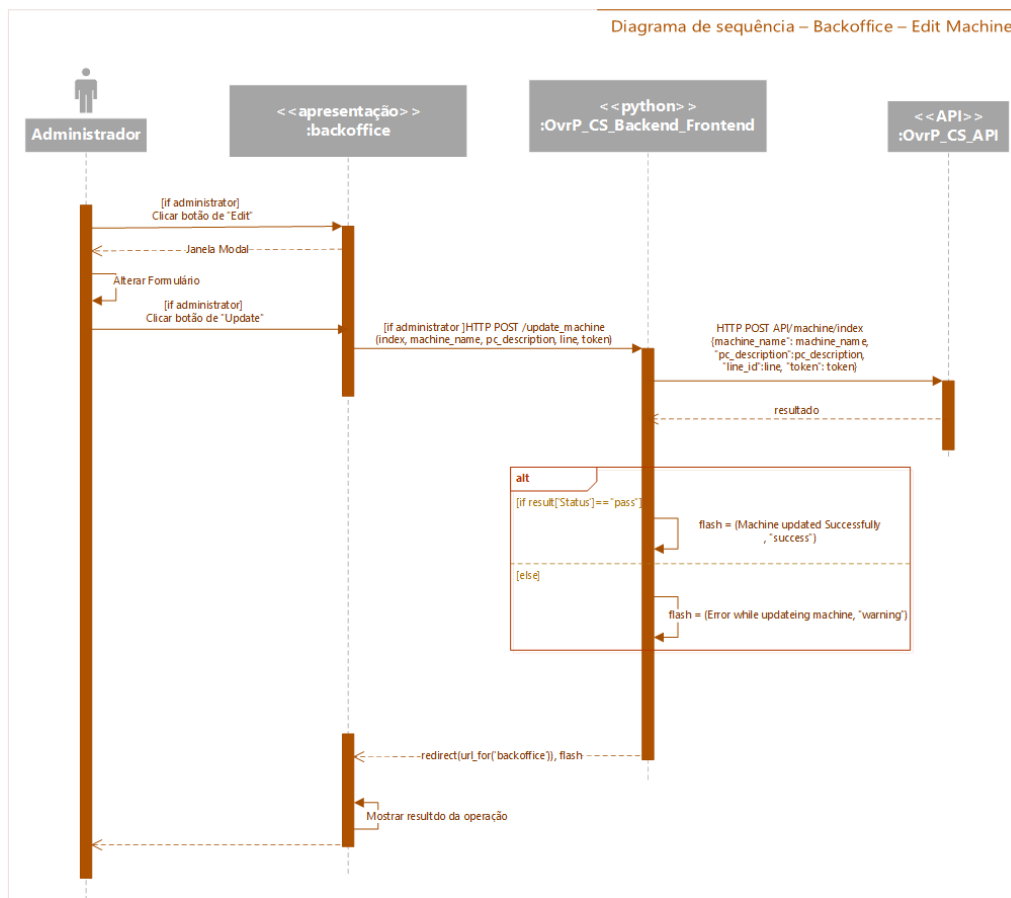 Diagrama de sequência – Backoffice – Edit Machine
Administrador
<<apresentação>>
:backoffice
<<python>>
:OvrP_CS_Backend_Frontend
<<API>>
:OvrP_CS_API
[if administrator]
Clicar botão de "Edit"
Janela Modal
Alterar Formulário
[if administrator]
Clicar botão de "Update"
[if administrator ]HTTP POST /update_machine
(index, machine_name, pc_description, line, token)
HTTP POST API/machine/index
{machine_name": machine_name,
"pc_description":pc_description,
"line_id":line, "token": token}
resultado
alt
[if result['Status']=="pass"]
flash = (Machine updated Successfully
, "success")
[else]
flash = (Error while updateing machine, "warning")
redirect(url_for('backoffice')), flash
Mostrar resultdo da operação